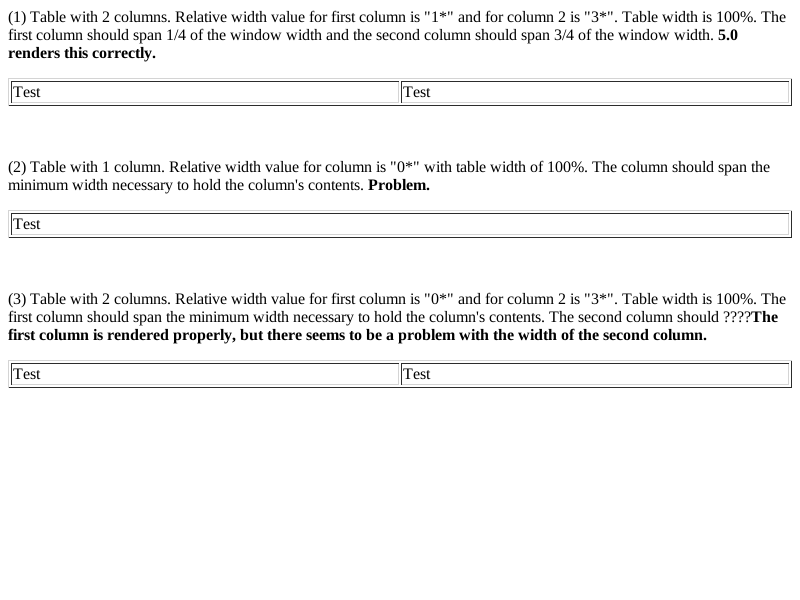 (1) Table with 2 columns. Relative width value for first column is "1*" and for column 2 is "3*". Table width is 100%. The
first column should span 1/4 of the window width and the second column should span 3/4 of the window width. 5.0
renders this correctly.
Test Test
(2) Table with 1 column. Relative width value for column is "0*" with table width of 100%. The column should span the
minimum width necessary to hold the column's contents. Problem.
Test
(3) Table with 2 columns. Relative width value for first column is "0*" and for column 2 is "3*". Table width is 100%. The
first column should span the minimum width necessary to hold the column's contents. The second column should ????The
first column is rendered properly, but there seems to be a problem with the width of the second column.
Test Test